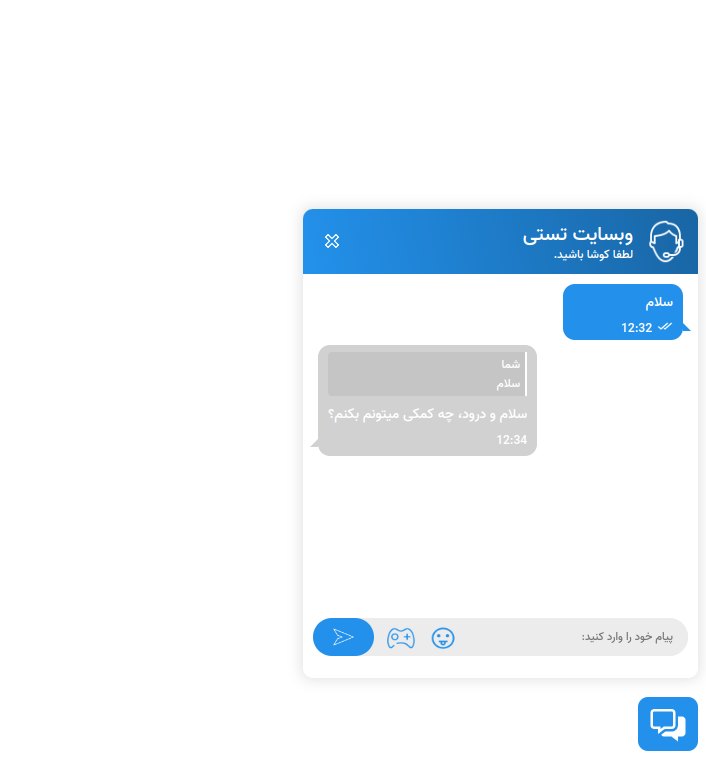 وبسایت تستی
لطفا کوشا باشید.
سلام
12:32
شما
سلام
سلام و درود، چه کمکی میتونم بکنم؟
12:34
پیام خود را وارد کنید: